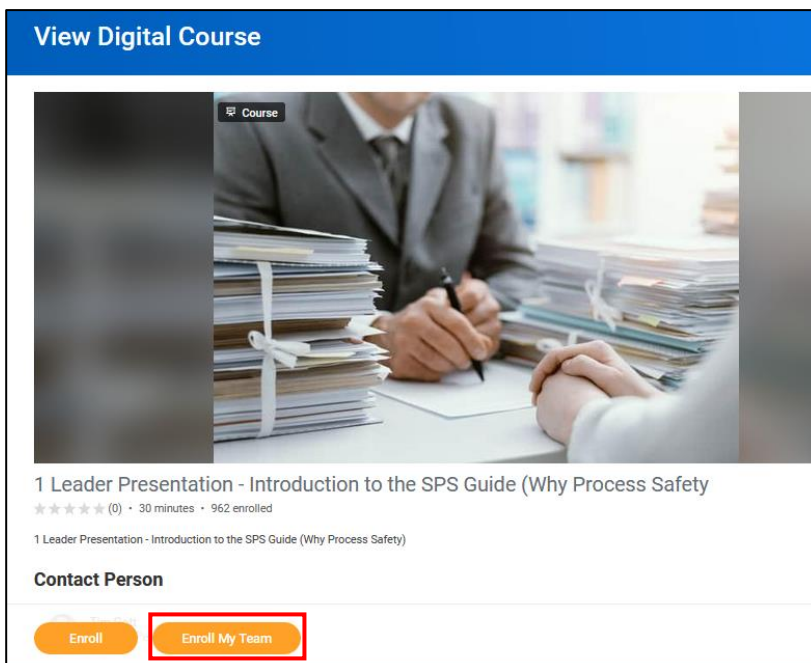 View Digital Course
Course
1 Leader Presentation - Introduction to the SPS Guide (Why Process Safety
(0) • 30 minutes • 962 enrolled
1 Leader Presentation - Introduction to the SPS Guide (Why Process Safety)
Contact Person
Enroll
Enroll My Team